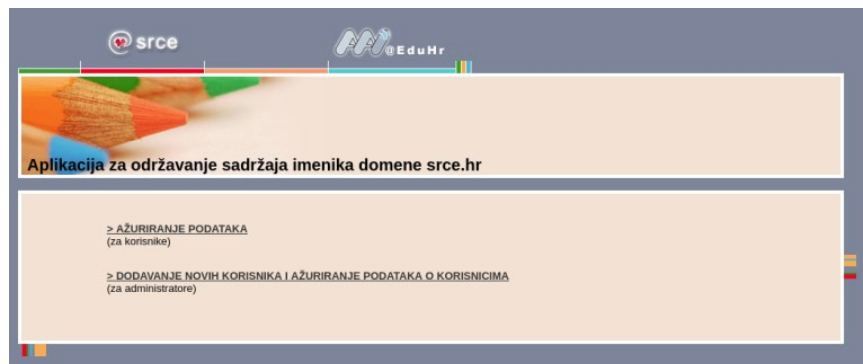 srce
AAI@EduHr
Aplikacija za održavanje sadržaja imenika domene srce.hr
> AŽURIRANJE PODATAKA
(za korisnike)
> DODAVANJE NOVIH KORISNIKA I AŽURIRANJE PODATAKA O KORISNICIMA
(za administratore)